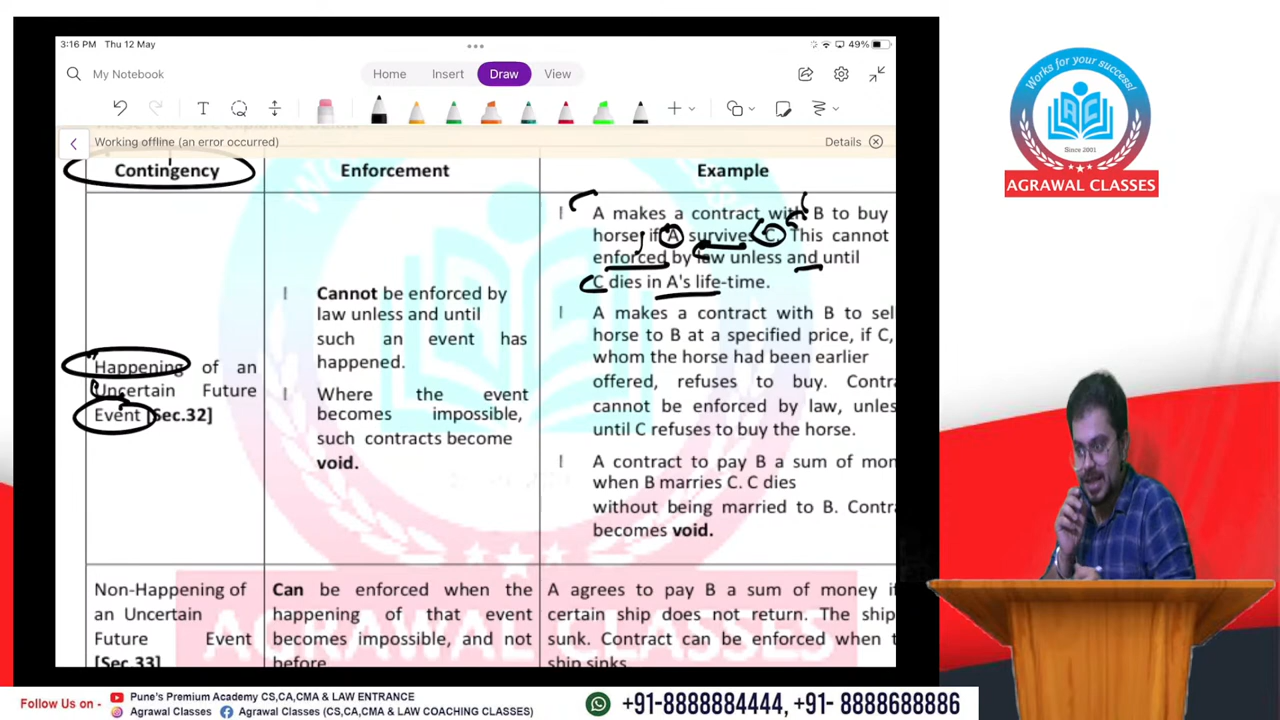 3:16 PM Thu 12 May
49%
My Notebook
Home Insert Draw View
Working offline (an error occurred)
Details
Contingency
Enforcement
Example
Happening of an
Uncertain Future
Event [Sec.32]
Cannot be enforced by
law unless and until
such an event has
happened.
Where the event
becomes impossible,
such contracts become
void.
A makes a contract with B to buy
horse if A survives C. This cannot
enforced by law unless and until
C dies in A's life-time.
A makes a contract with B to sel
horse to B at a specified price, if C,
whom the horse had been earlier
offered, refuses to buy. Contra
cannot be enforced by law, unles
until C refuses to buy the horse.
A contract to pay B a sum of mon
when B marries C. C dies
without being married to B. Contra
becomes void.
Non-Happening of
an Uncertain
Future Event
[Sec.33]
Can be enforced when the
happening of that event
becomes impossible, and not
before
A agrees to pay B a sum of money if
certain ship does not return. The ship
sunk. Contract can be enforced when t
ship sinks
AGRAWAL CLASSES
Works for your success!
AC
Since 2001
AGRAWAL CLASSES
Follow Us on -
Pune's Premium Academy CS,CA,CMA & LAW ENTRANCE
Agrawal Classes
Agrawal Classes (CS,CA,CMA & LAW COACHING CLASSES)
+91-8888884444, +91- 8888688886